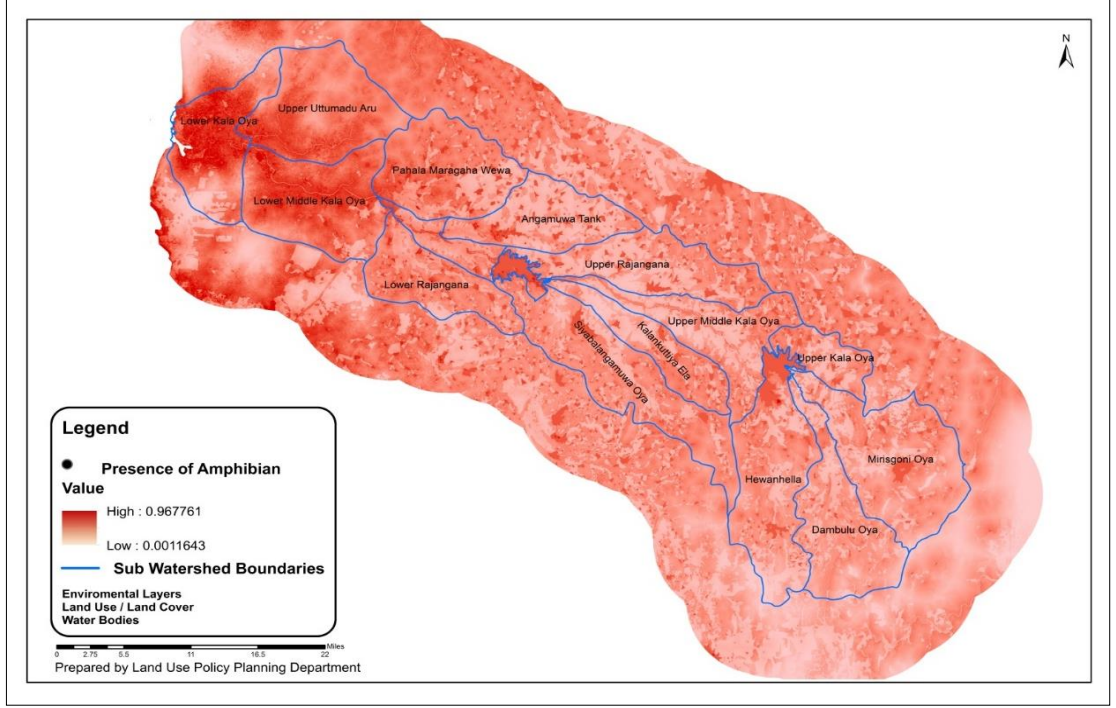 N
Upper Uttumadu Aru
Lower Kala Oya
Pahala Maragaha Wewa
Lower Middle Kala Oya
Angamuwa Tank
Upper Rajangana
Lower Rajangana
Upper Middle Kala Oya
Siyabalangamuwa Oya
Kalankuttiya Ela
Upper Kala Oya
Mirisgoni Oya
Hewanhella
Dambulu Oya
Legend
Presence of Amphibian
Value
High : 0.967761
Low : 0.0011643
Sub Watershed Boundaries
Enviromental Layers
Land Use / Land Cover
Water Bodies
Miles
0 2.75 5.5 11 16.5 22
Prepared by Land Use Policy Planning Department